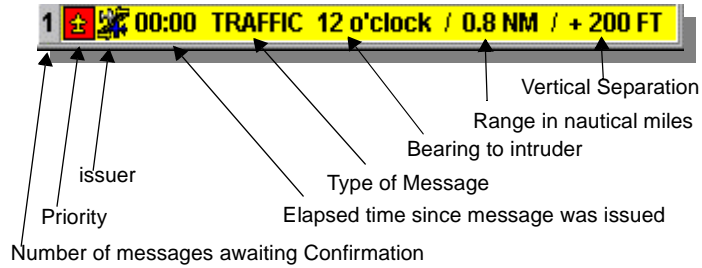 1 00:00 TRAFFIC 12 o'clock / 0.8 NM / + 200 FT
Vertical Separation
Range in nautical miles
Bearing to intruder
issuer
Type of Message
Priority
Elapsed time since message was issued
Number of messages awaiting Confirmation